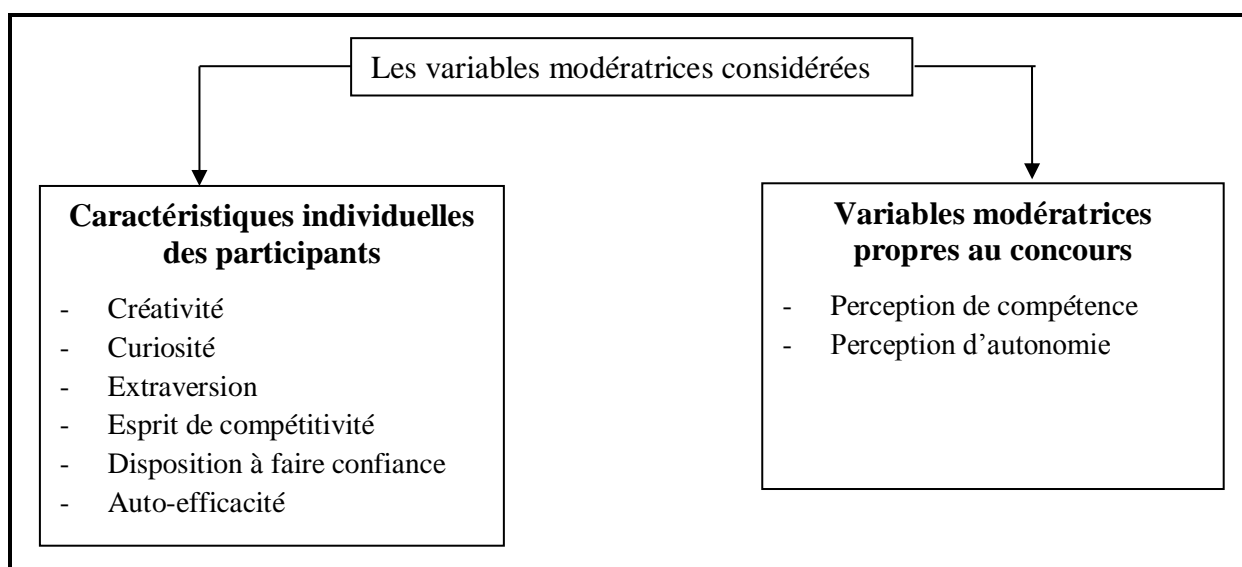 Les variables modératrices considérées
Caractéristiques individuelles
des participants
- Créativité
- Curiosité
- Extraversion
- Esprit de compétitivité
- Disposition à faire confiance
- Auto-efficacité
Variables modératrices
propres au concours
- Perception de compétence
- Perception d’autonomie